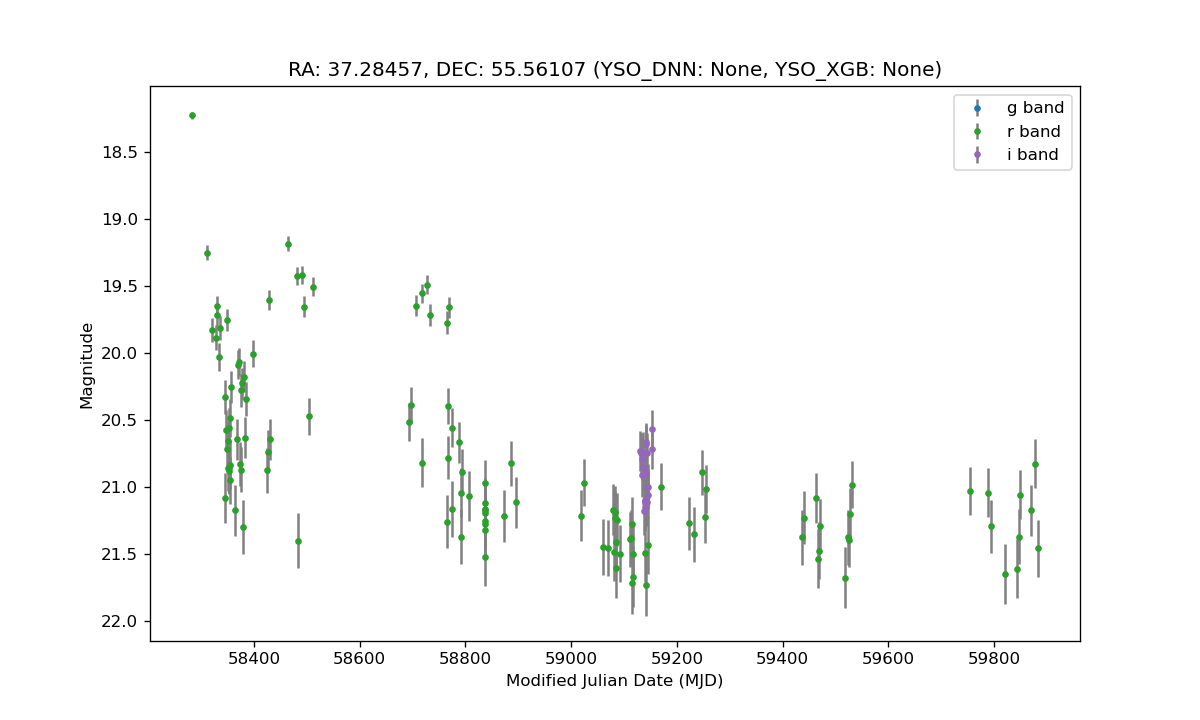 RA: 37.28457, DEC: 55.56107 (YSO_DNN: None, YSO_XGB: None)
g band
r band
i band
18.5
19.0
19.5
20.0
20.5
21.0
21.5
22.0
Magnitude
58400
58600
58800
59000
59200
59400
59600
59800
Modified Julian Date (MJD)